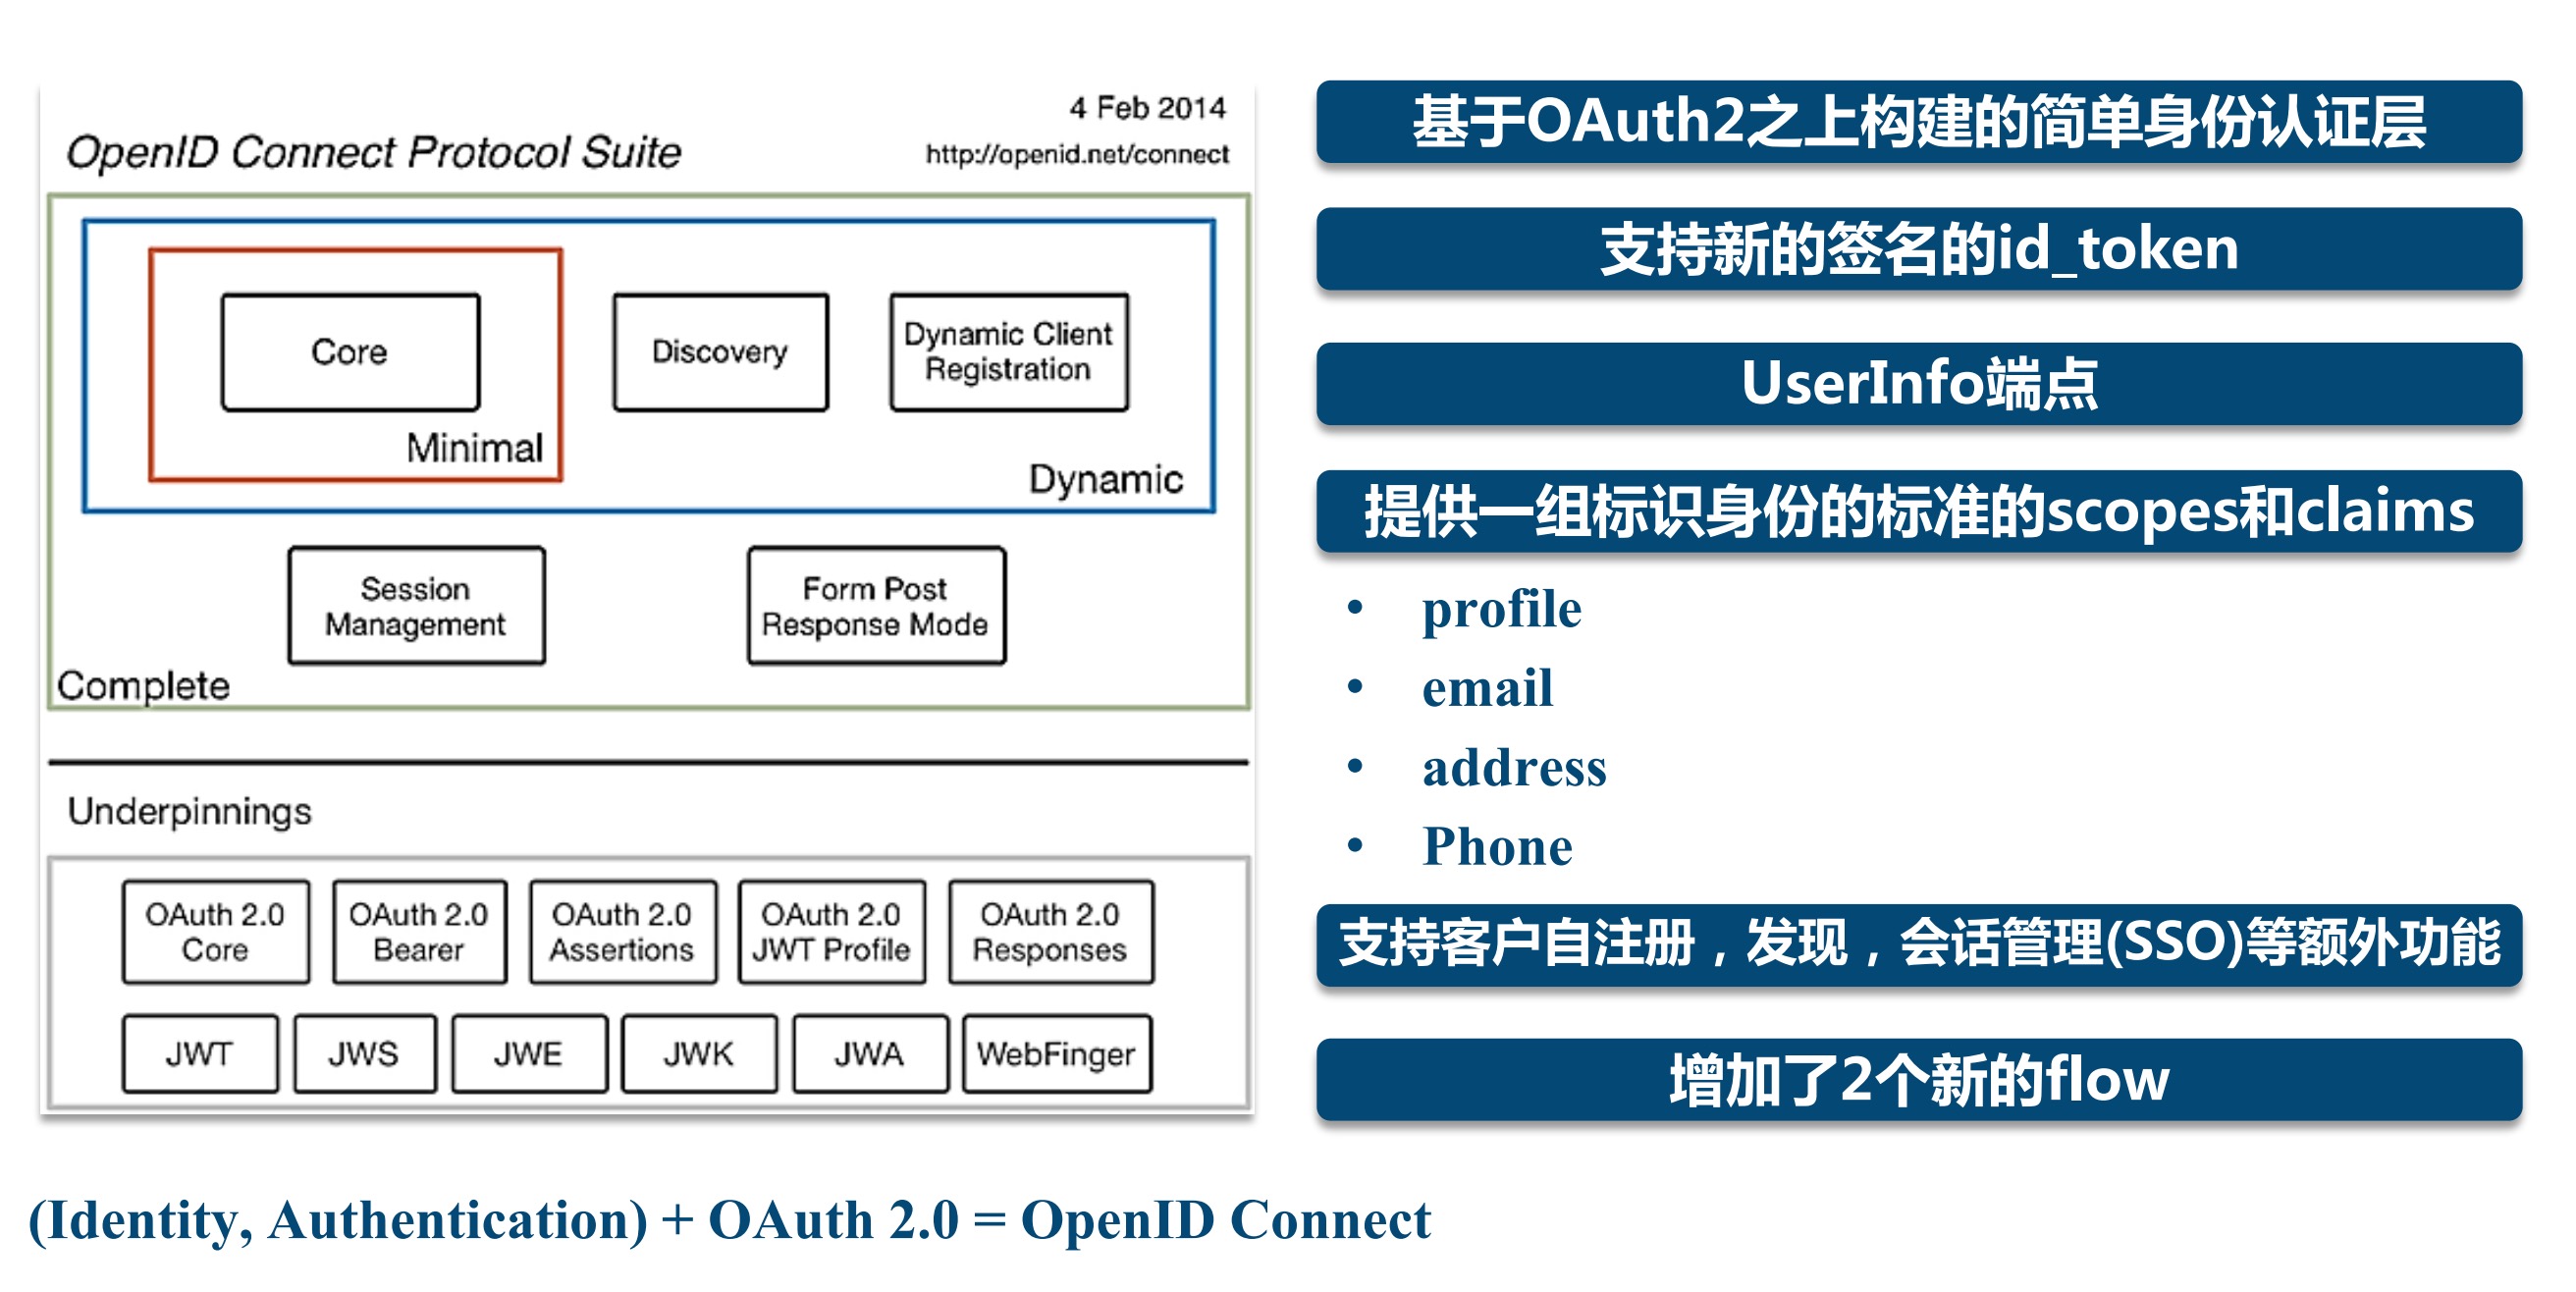 4 Feb 2014
OpenID Connect Protocol Suite
http://openid.net/connect
Core
Minimal
Discovery
Dynamic Client
Registration
Dynamic
Session
Management
Form Post
Response Mode
Complete
Underpinnings
OAuth 2.0
Core
OAuth 2.0
Bearer
OAuth 2.0
Assertions
OAuth 2.0
JWT Profile
OAuth 2.0
Responses
JWT
JWS
JWE
JWK
JWA
WebFinger
基于OAuth2之上构建的简单身份认证层
支持新的签名的id_token
UserInfo端点
提供一组标识身份的标准的scopes和claims
• profile
• email
• address
• Phone
支持客户自注册，发现，会话管理(SSO)等额外功能
增加了2个新的flow
(Identity, Authentication) + OAuth 2.0 = OpenID Connect